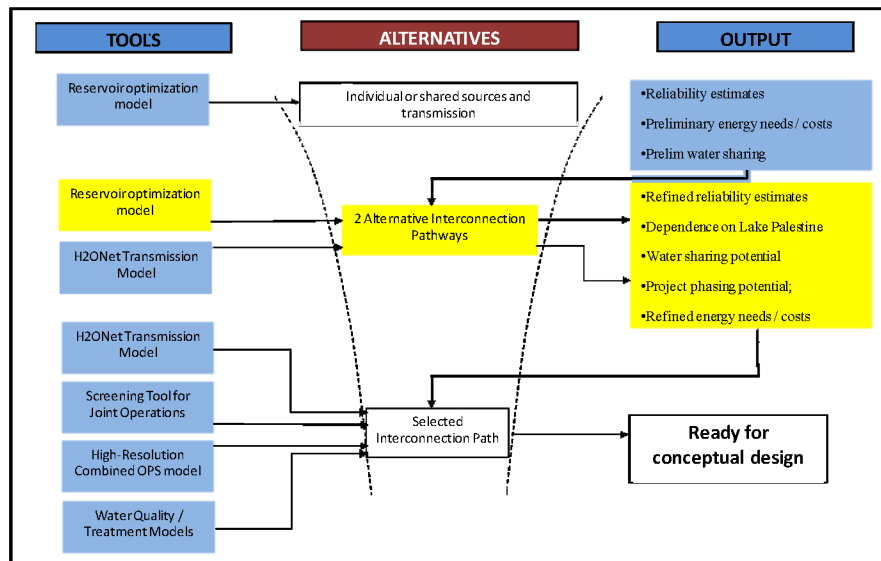 TOOLS
ALTERNATIVES
OUTPUT
Reservoir optimization
model
Individual or shared sources and
transmission
•Reliability estimates
•Preliminary energy needs / costs
•Prelim water sharing
Reservoir optimization
model
H2ONet Transmission
Model
2 Alternative Interconnection
Pathways
•Refined reliability estimates
•Dependence on Lake Palestine
•Water sharing potential
•Project phasing potential;
•Refined energy needs / costs
H2ONet Transmission
Model
Screening Tool for
Joint Operations
High-Resolution
Combined OPS model
Water Quality /
Treatment Models
Selected
Interconnection Path
Ready for
conceptual design